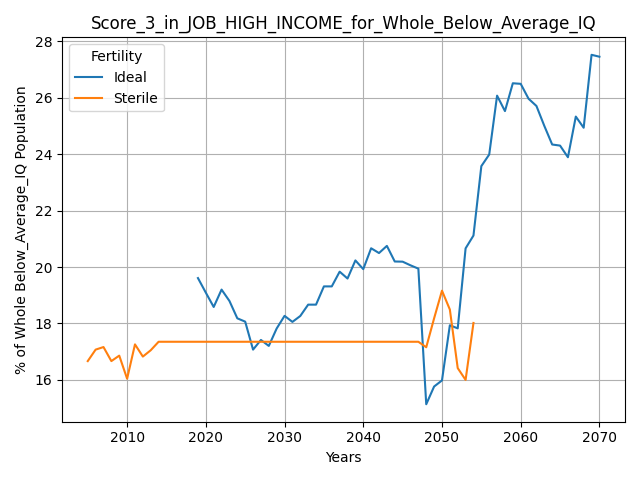 Score_3_in_JOB_HIGH_INCOME_for_Whole_Below_Average_IQ
% of Whole Below_Average_IQ Population
28
26
24
22
20
18
16
Fertility
Ideal
Sterile
2010 2020 2030 2040 2050 2060 2070
Years